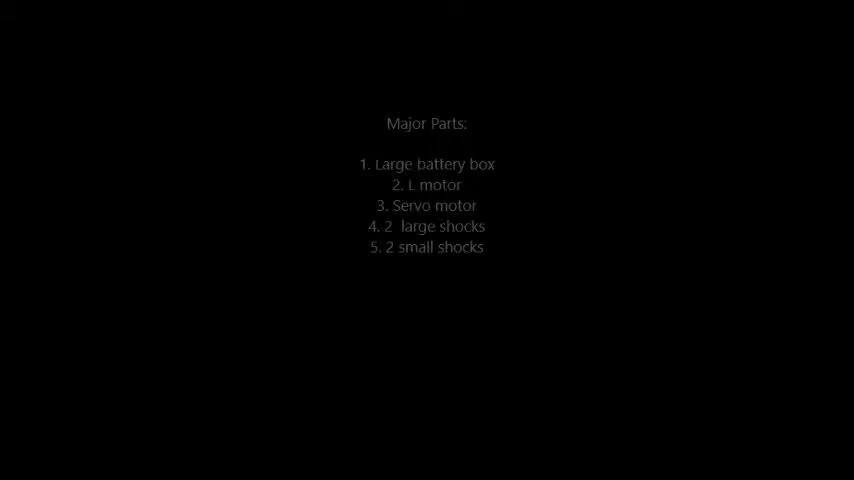 Major Parts:
1. Large battery box
2. L motor
3. Servo motor
4. 2  large shocks
5. 2 small shocks